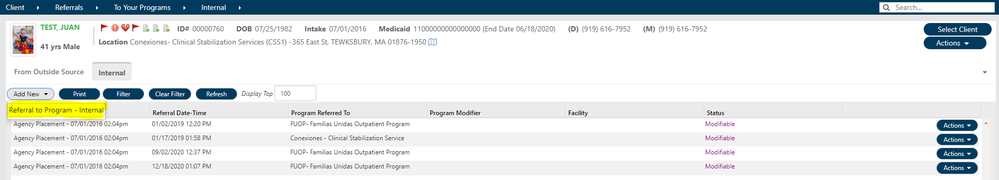 Client Referrals To Your Programs Internal Search...
TEST, JUAN ID# 00000760 DOB 07/25/1982 Intake 07/01/2016 Medicaid 11000000000000000 (End Date 06/18/2020) (D) (919) 616-7952 (M) (919) 616-7952 Select Client
41 yrs Male Location Conexiones- Clinical Stabilization Services (CSS1) · 365 East St, TEWKSBURY, MA 01876-1950 Actions
From Outside Source Internal
Add New Print Filter Clear Filter Refresh Display Top 100
Referral to Program - Internal
Referral Date-Time Program Referred To Program Modifier Facility Status
Agency Placement - 07/01/2016 02:04pm 01/02/2019 12:20 PM FUOP- Familias Unidas Outpatient Program Modifiable Actions
Agency Placement - 07/01/2016 02:04pm 01/17/2019 01:58 PM Conexiones - Clinical Stabilization Service Modifiable Actions
Agency Placement - 07/01/2016 02:04pm 09/02/2020 12:37 PM FUOP- Familias Unidas Outpatient Program Modifiable Actions
Agency Placement - 07/01/2016 02:04pm 12/18/2020 01:07 PM FUOP- Familias Unidas Outpatient Program Modifiable Actions